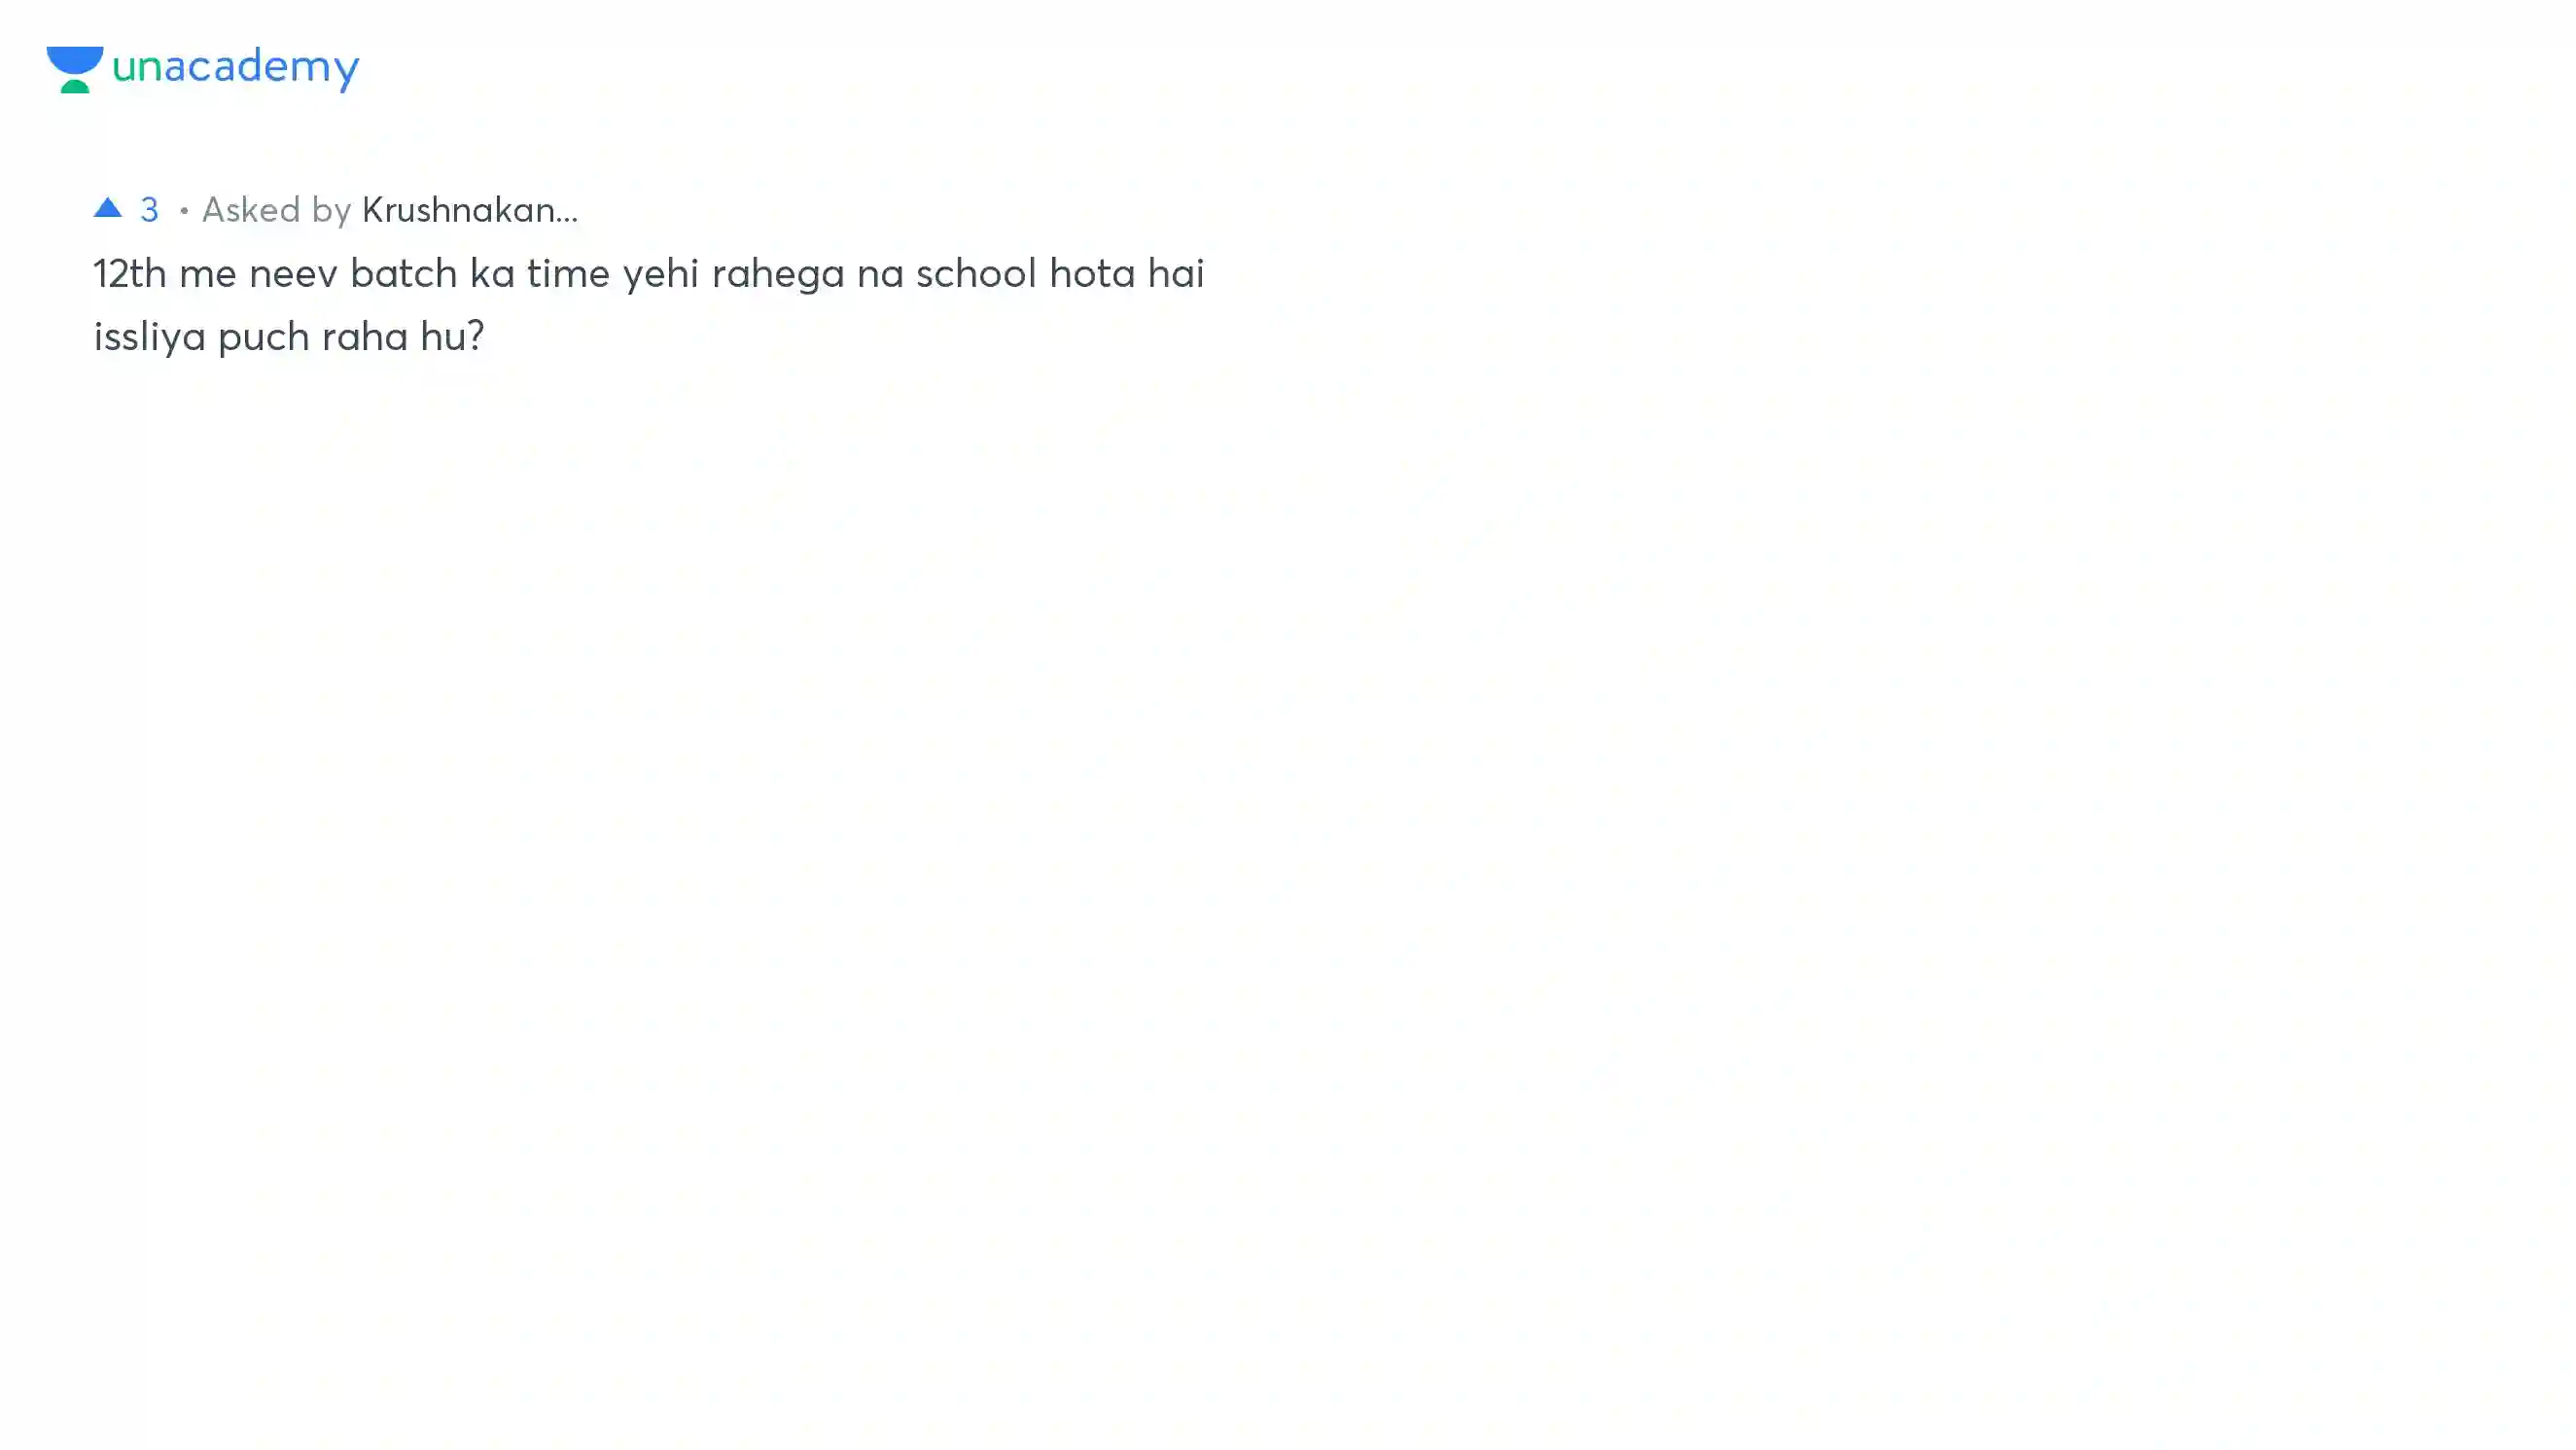 unacademy
▲ 3 • Asked by Krushnakan...
12th me neev batch ka time yehi rahega na school hota hai
issliya puch raha hu?